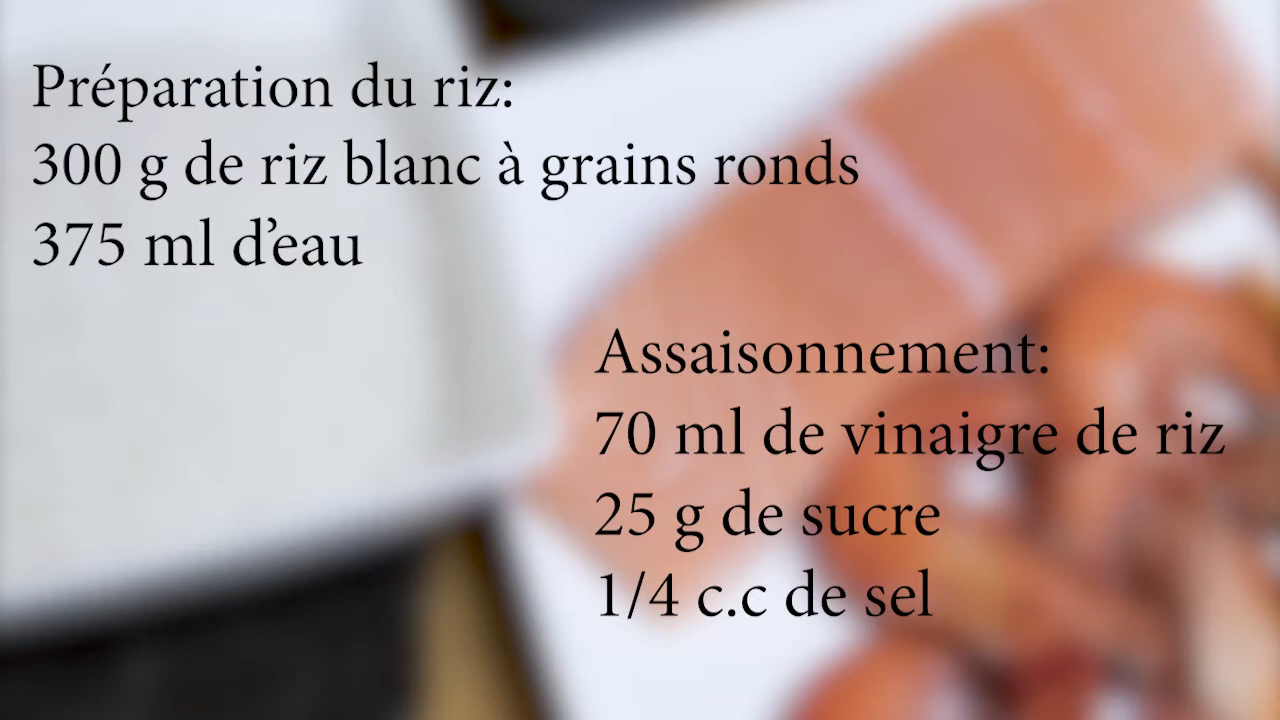 Préparation du riz:
300 g de riz blanc à grains ronds
375 ml d’eau
Assaisonnement:
70 ml de vinaigre de riz
25 g de sucre
1/4 c.c de sel